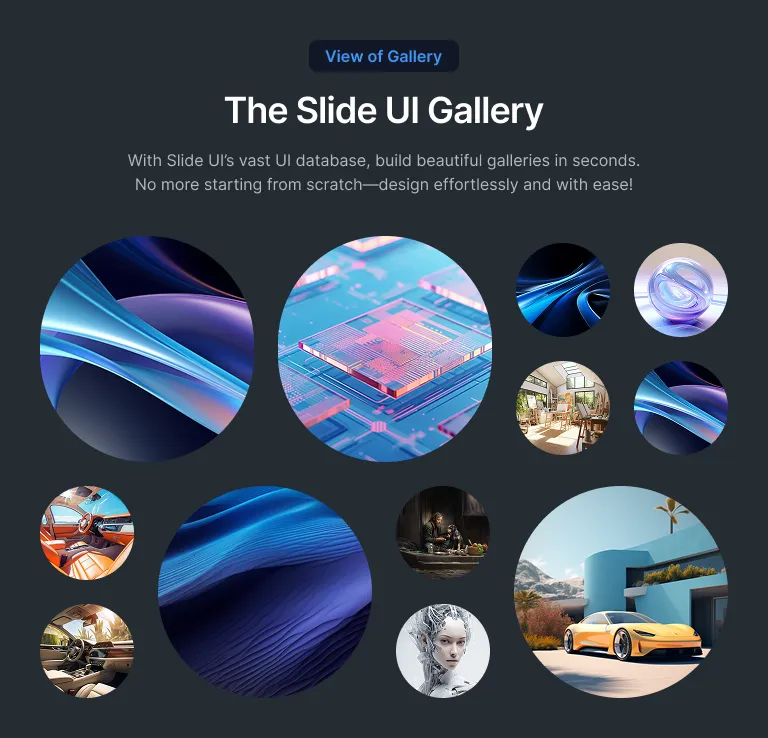 View of Gallery
The Slide UI Gallery
With Slide UI’s vast UI database, build beautiful galleries in seconds.
No more starting from scratch—design effortlessly and with ease!